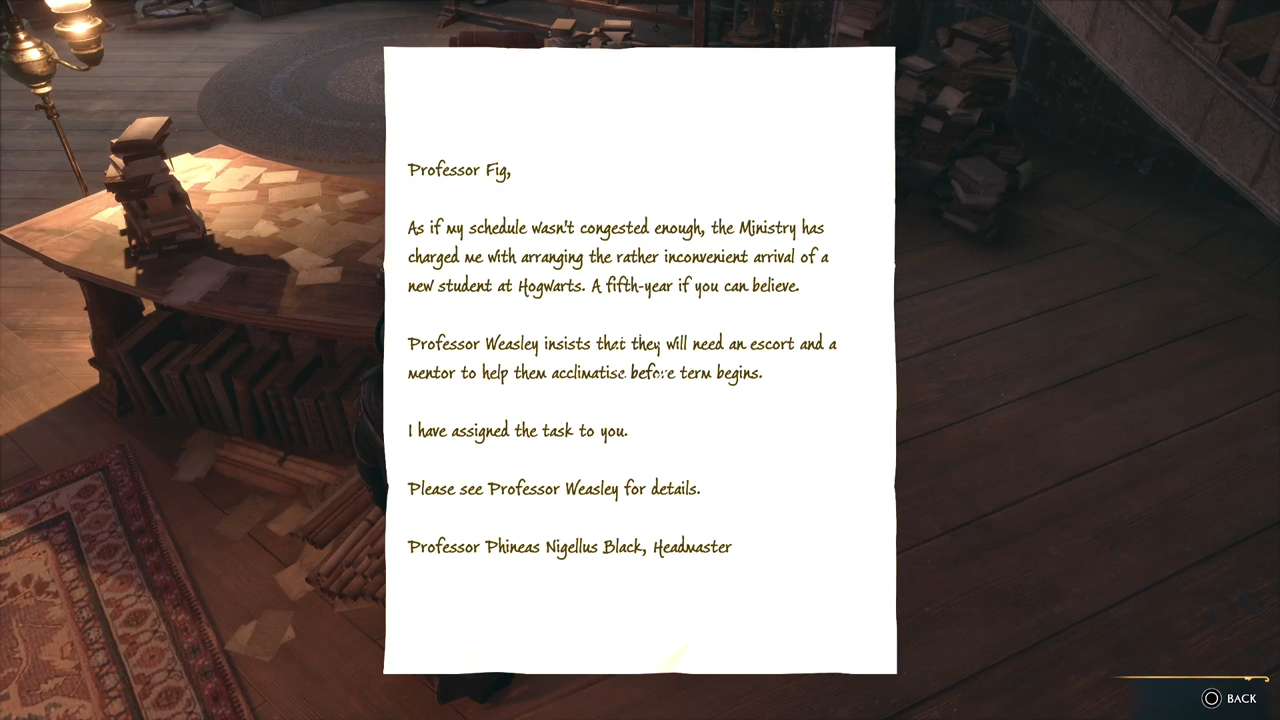 Professor Fig,
As if my schedule wasn't congested enough, the Ministry has
charged me with arranging the rather inconvenient arrival of a
new student at Hogwarts. A fifth-year if you can believe.
Professor Weasley insists that they will need an escort and a
mentor to help them acclimatise before term begins.
I have assigned the task to you.
Please see Professor Weasley for details.
Professor Phineas Nigellus Black, Headmaster
BACK